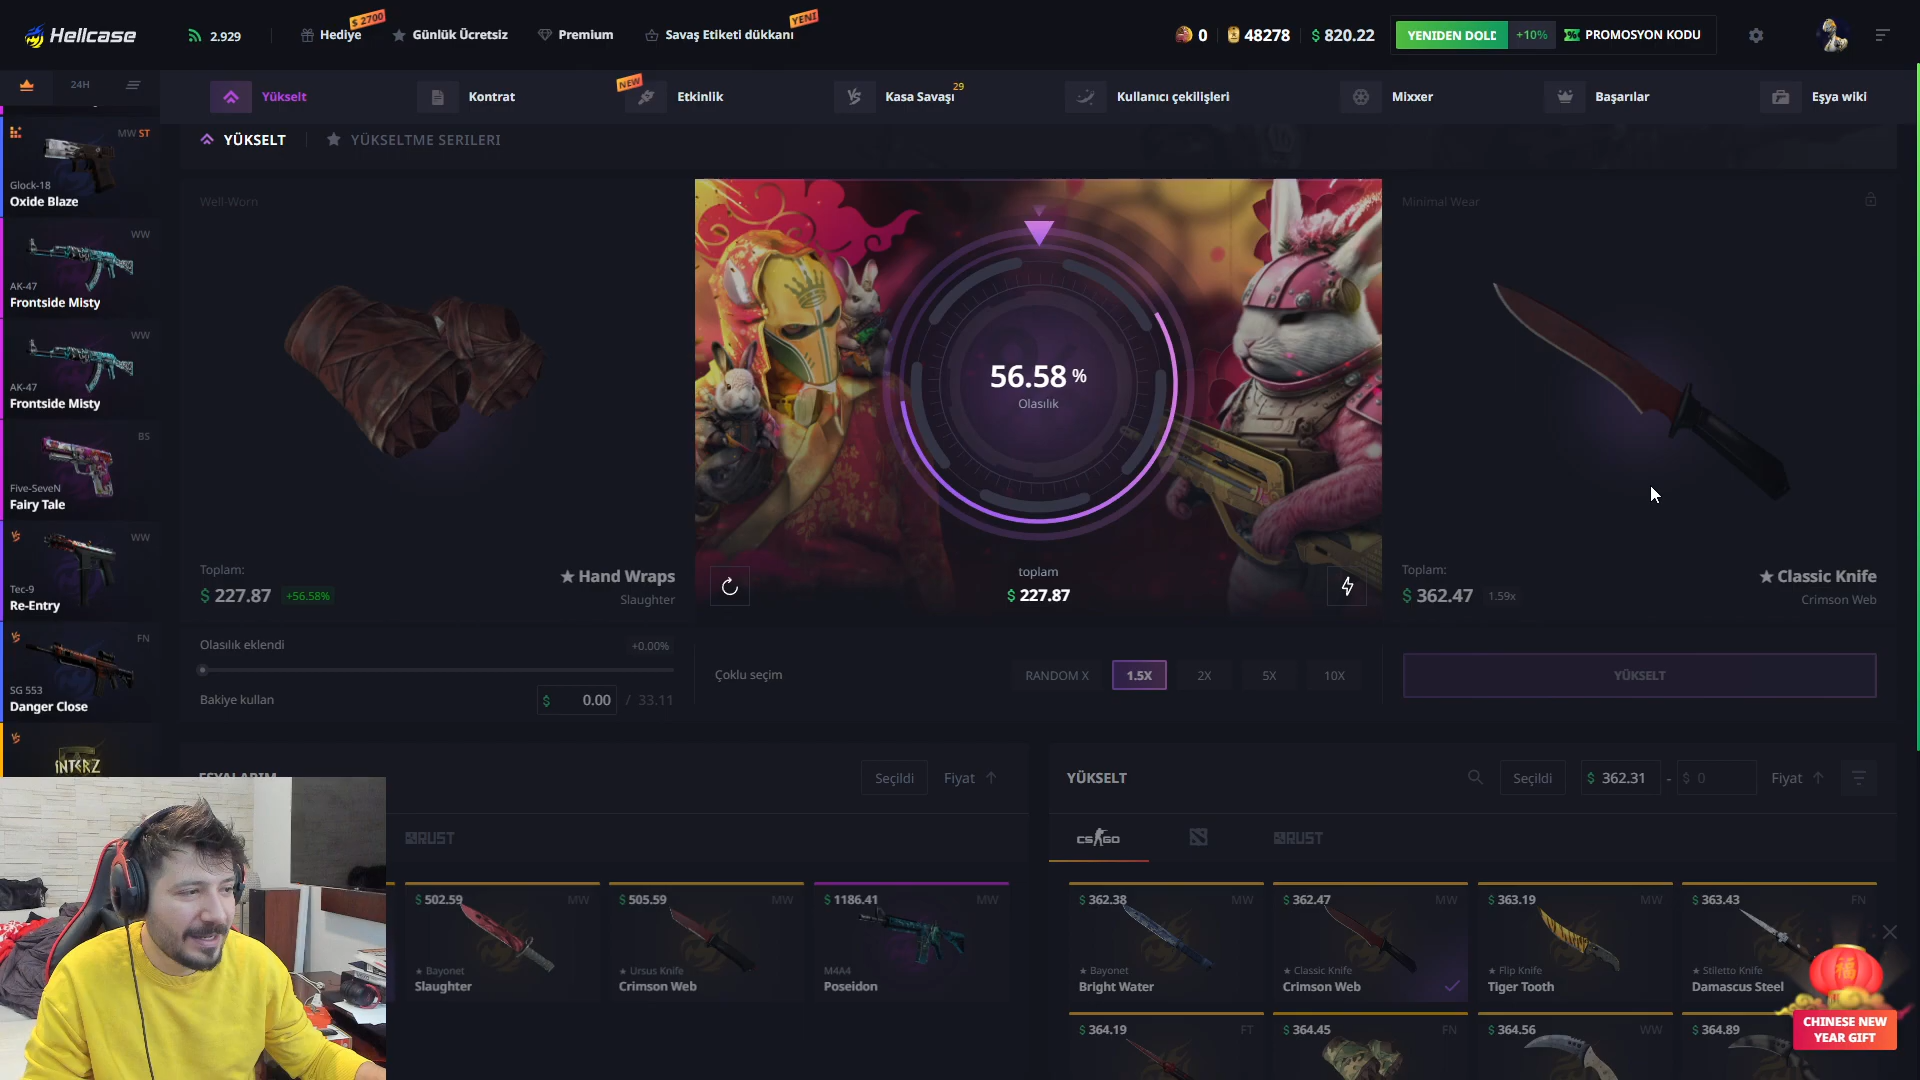 Hellcase
2.929
Hediye
$ 2700
Günlük Ücretsiz
Premium
Savaş Etiketi dükkanı
YENİ
0
48278
$ 820.22
YENİDEN DOLD
+10%
PROMOSYON KODU
24H
Yükselt
Kontrat
NEW
Etkinlik
Kasa Savaşı
29
Kullanıcı çekilişleri
Mixxer
Başarılar
Eşya wiki
YÜKSELT
YÜKSELTME SERILERI
MW ST
Glock-18
Oxide Blaze
WW
AK-47
Frontside Misty
WW
AK-47
Frontside Misty
BS
Five-SeveN
Fairy Tale
WW
Tec-9
Re-Entry
FN
SG 553
Danger Close
INTERZ
Well-Worn
Toplam:
$ 227.87
+56.58%
★ Hand Wraps
Slaughter
56.58 %
Olasılık
toplam
$ 227.87
Minimal Wear
Toplam:
$ 362.47
1.59x
★ Classic Knife
Crimson Web
Olasılık eklendi
+0.00%
Bakiye kullan
$ 0.00 / 33.11
Çoklu seçim
RANDOM X
1.5X
2X
5X
10X
YÜKSELT
EŞYALARIM
Seçildi
Fiyat
RUST
$ 502.59
MW
★ Bayonet
Slaughter
$ 505.59
MW
★ Ursus Knife
Crimson Web
$ 1186.41
MW
M4A4
Poseidon
YÜKSELT
Seçildi
$ 362.31 - $ 0
Fiyat
CS GO
RUST
$ 362.38
MW
★ Bayonet
Bright Water
$ 362.47
MW
★ Classic Knife
Crimson Web
$ 363.19
MW
★ Flip Knife
Tiger Tooth
$ 363.43
FN
★ Stiletto Knife
Damascus Steel
$ 364.19
FT
$ 364.45
FN
$ 364.56
WW
$ 364.89
福
CHINESE NEW
YEAR GIFT